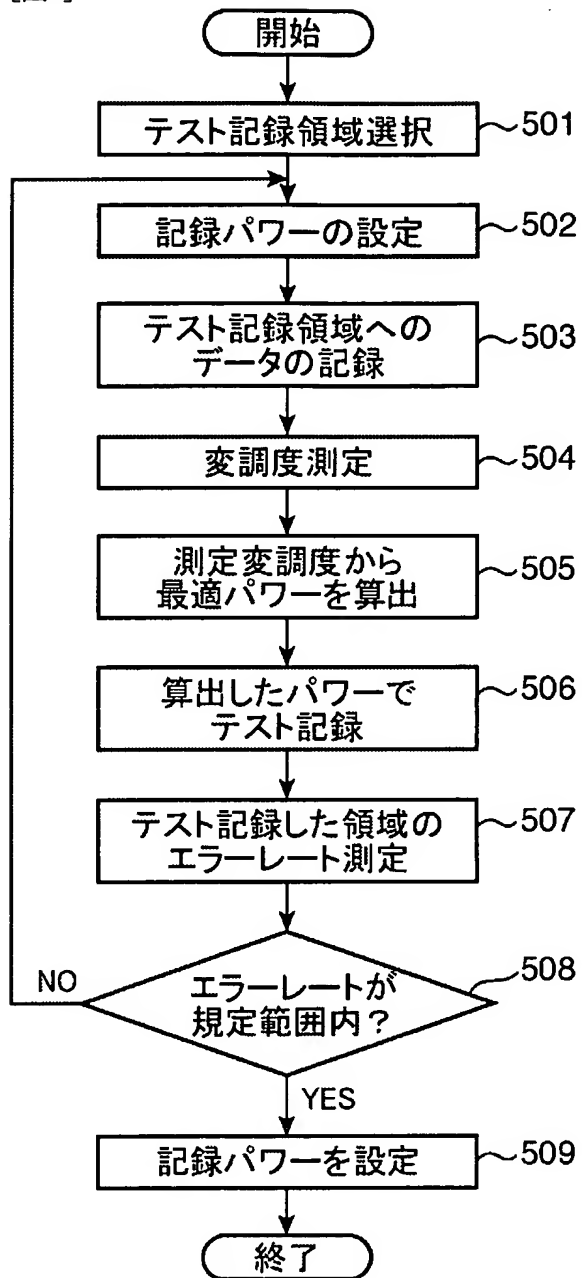 開始
テスト記録領域選択
501
記録パワーの設定
502
テスト記録領域への
データの記録
503
変調度測定
504
測定変調度から
最適パワーを算出
505
算出したパワーで
テスト記録
506
テスト記録した領域の
エラーレート測定
507
NO
エラーレートが
規定範囲内?
508
YES
記録パワーを設定
509
終了